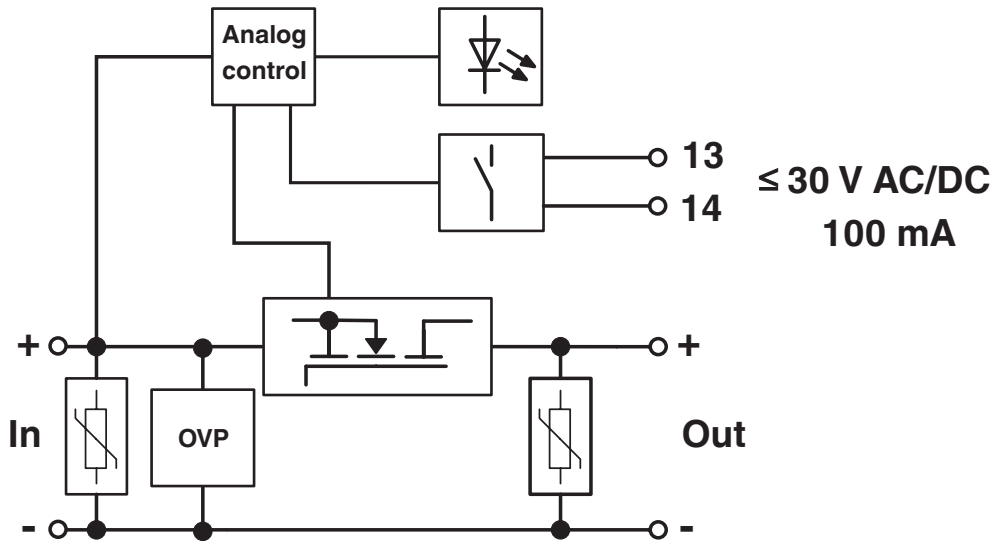 Analog
control
13
14
≤ 30 V AC/DC
100 mA
+
+
In
OVP
Out
-
-